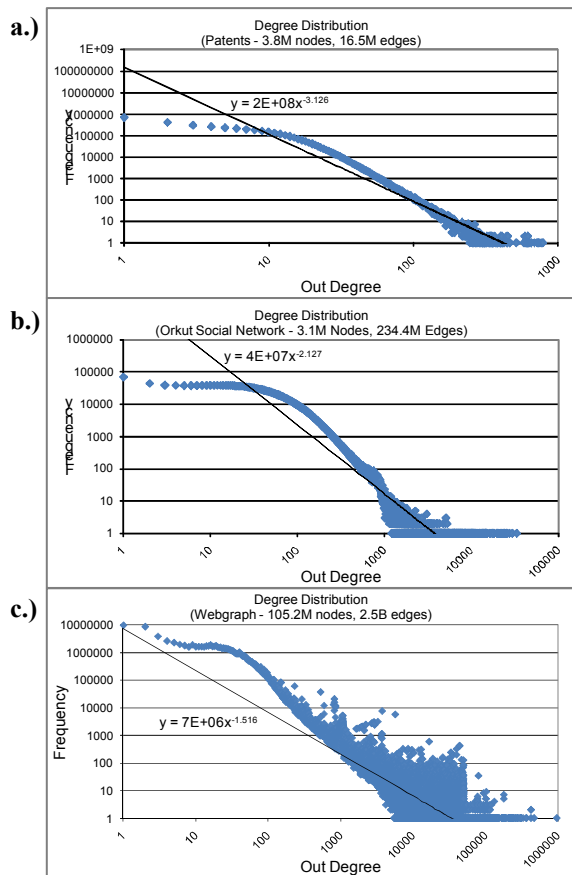 a.)
Degree Distribution
(Patents - 3.8M nodes, 16.5M edges)
1E+09
100000000
10000000
1000000
100000
10000
1000
100
10
1
Frequency
y = 2E+08x-3.126
1
10
100
1000
Out Degree
b.)
Degree Distribution
(Orkut Social Network - 3.1M Nodes, 234.4M Edges)
1000000
100000
10000
1000
100
10
1
Frequency
y = 4E+07x-2.127
1
10
100
1000
10000
100000
Out Degree
c.)
Degree Distribution
(Webgraph - 105.2M nodes, 2.5B edges)
10000000
1000000
100000
10000
1000
100
10
1
Frequency
y = 7E+06x-1.516
1
10
100
1000
10000
100000
1000000
Out Degree